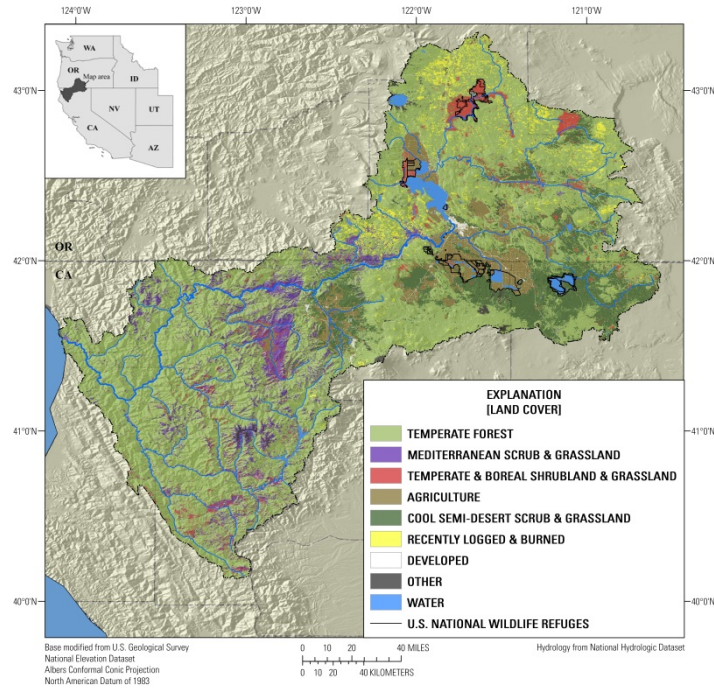 124°0'W
123°0'W
122°0'W
121°0'W
WA
OR
Map area
ID
NV
UT
CA
AZ
43°0'N
43°0'N
OR
CA
42°0'N
42°0'N
41°0'N
41°0'N
40°0'N
40°0'N
EXPLANATION
[LAND COVER]
TEMPERATE FOREST
MEDITERRANEAN SCRUB & GRASSLAND
TEMPERATE & BOREAL SHRUBLAND & GRASSLAND
AGRICULTURE
COOL SEMI-DESERT SCRUB & GRASSLAND
RECENTLY LOGGED & BURNED
DEVELOPED
OTHER
WATER
U.S. NATIONAL WILDLIFE REFUGES
Base modified from U.S. Geological Survey
National Elevation Dataset
Albers Conformal Conic Projection
North American Datum of 1983
0 10 20 40 MILES
0 10 20 40 KILOMETERS
Hydrology from National Hydrologic Dataset